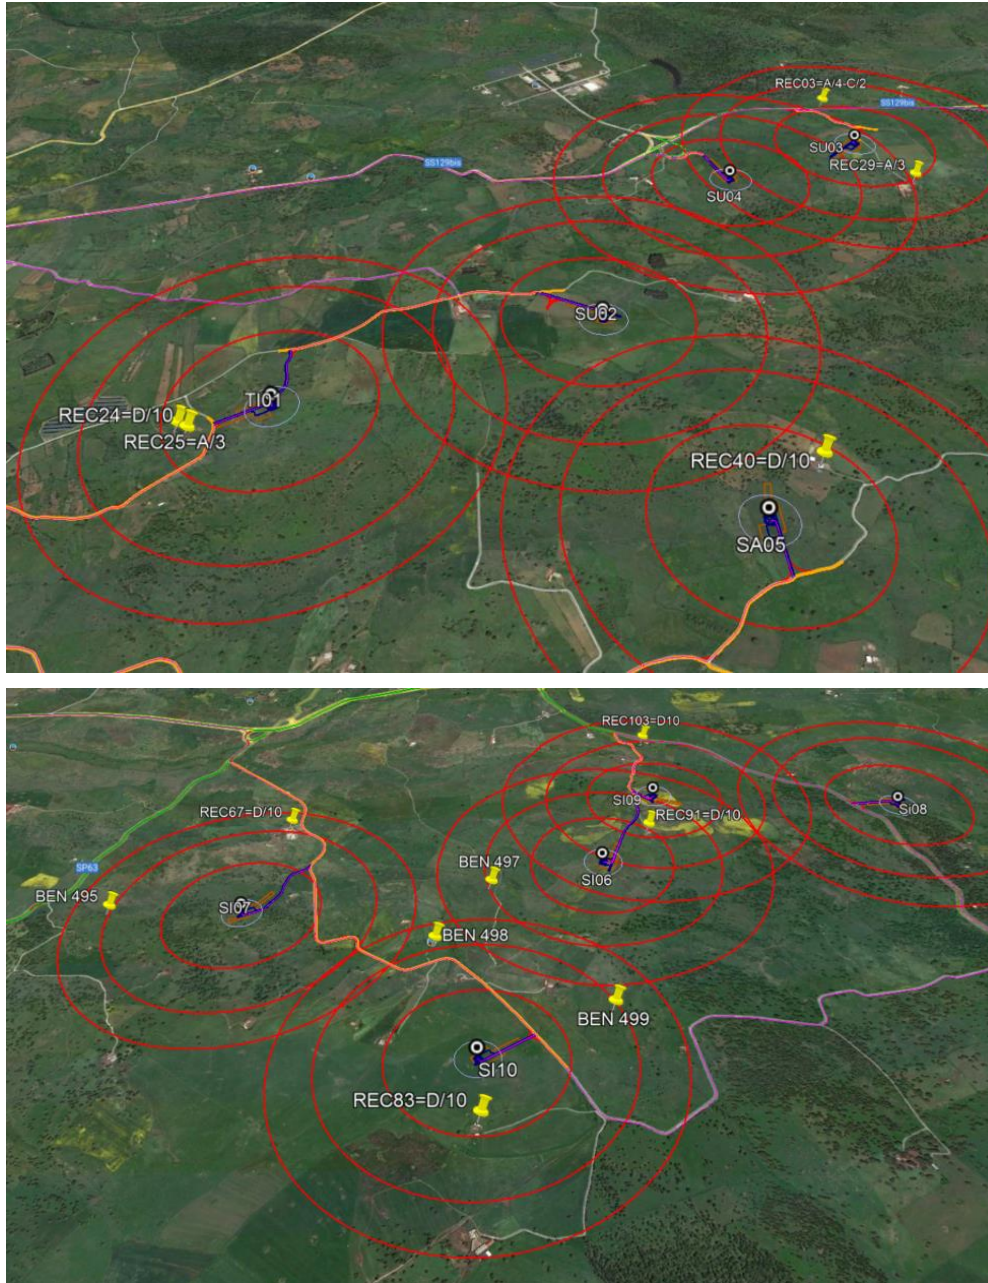 REC03=A/4-C/2
SS129bis
SU03
SS129bis
REC29=A/3
SU04
SU02
TI01
REC24=D/10
REC25=A/3
REC40=D/10
SA05
REC103=D10
SI09
Si08
REC67=D/10
REC91=D/10
SP63
BEN 497
SI06
BEN 495
SI07
BEN 498
BEN 499
SI10
REC83=D/10